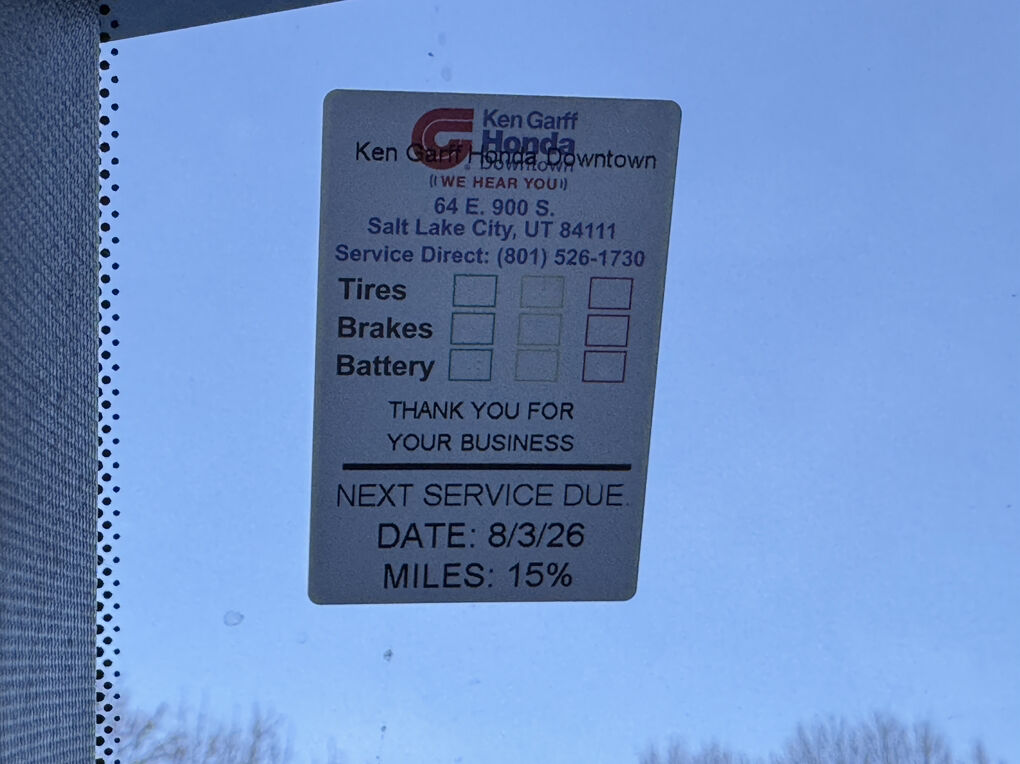 Ken Garff
Honda
Downtown
Ken Garff Honda Downtown
((WE HEAR YOU))
64 E. 900 S.
Salt Lake City, UT 84111
Service Direct: (801) 526-1730
Tires
Brakes
Battery
THANK YOU FOR
YOUR BUSINESS
NEXT SERVICE DUE:
DATE: 8/3/26
MILES: 15%